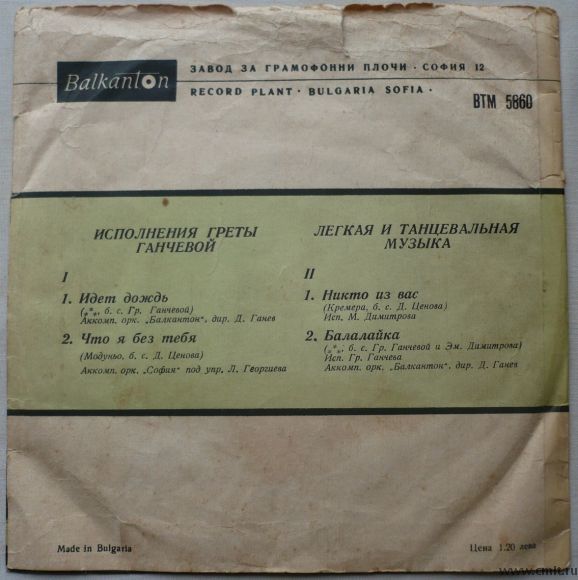 Balkanton
ЗАВОД ЗА ГРАМОФОННИ ПЛОЧИ · СОФИЯ 12
RECORD PLANT · BULGARIA SOFIA ·
ВТМ 5860
ИСПОЛНЕНИЯ ГРЕТЫ
ГАНЧЕВОЙ
I
1. Идет дождь
(***, б. с. Гр. Ганчевой)
Аккомп. орк. „Балкантон“, дир. Д. Ганев
2. Что я без тебя
(Модуньо, б. с. Д. Ценова)
Аккомп. орк. „София“ под упр. Л. Георгиева
ЛЕГКАЯ И ТАНЦЕВАЛЬНАЯ
МУЗЫКА
II
1. Никто из вас
(Кремера, б. с. Д. Ценова)
Исп. М. Димитрова
2. Балалайка
(***, б. с. Гр. Ганчевой и Эм. Димитрова)
Исп. Гр. Ганчева
Аккомп. орк. „Балкантон“, дир. Д. Ганев
Made in Bulgaria
Цена 1.20 лева
www.cmlt.ru